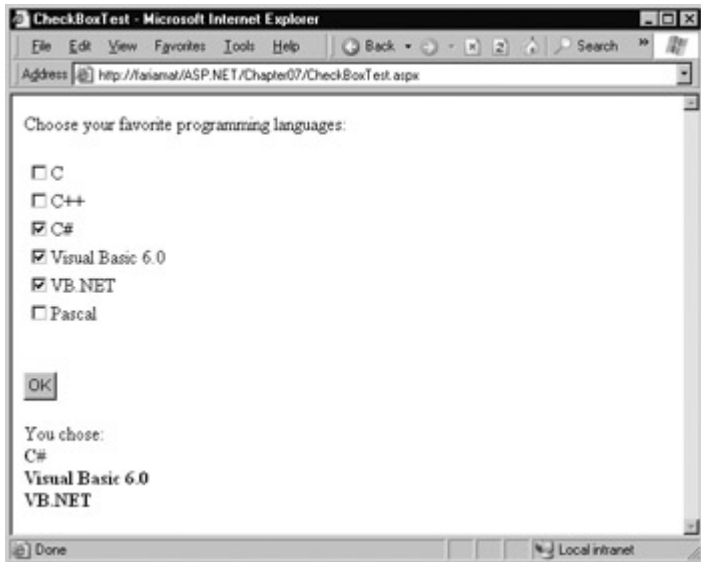 CheckBoxTest - Microsoft Internet Explorer
File Edit View Favorites Tools Help Back Search »
Address http://fariamat/ASP.NET/Chapter07/CheckBoxTest.aspx
Choose your favorite programming languages:
C
C++
C#
Visual Basic 6.0
VB.NET
Pascal
OK
You chose:
C#
Visual Basic 6.0
VB.NET
Done Local intranet